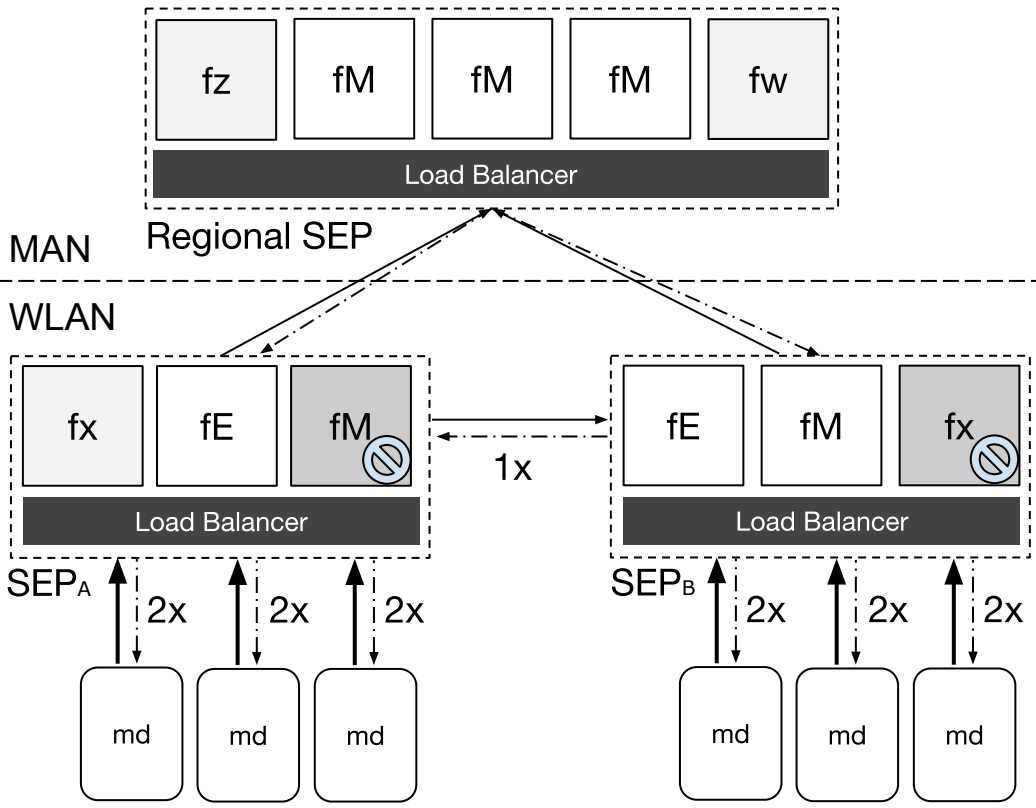 fz fM fM fM fw
Load Balancer
Regional SEP
MAN
WLAN
fx fE fM
fE fM fx
1x
Load Balancer
Load Balancer
SEPA
SEPB
2x 2x 2x
2x 2x 2x
md md md
md md md